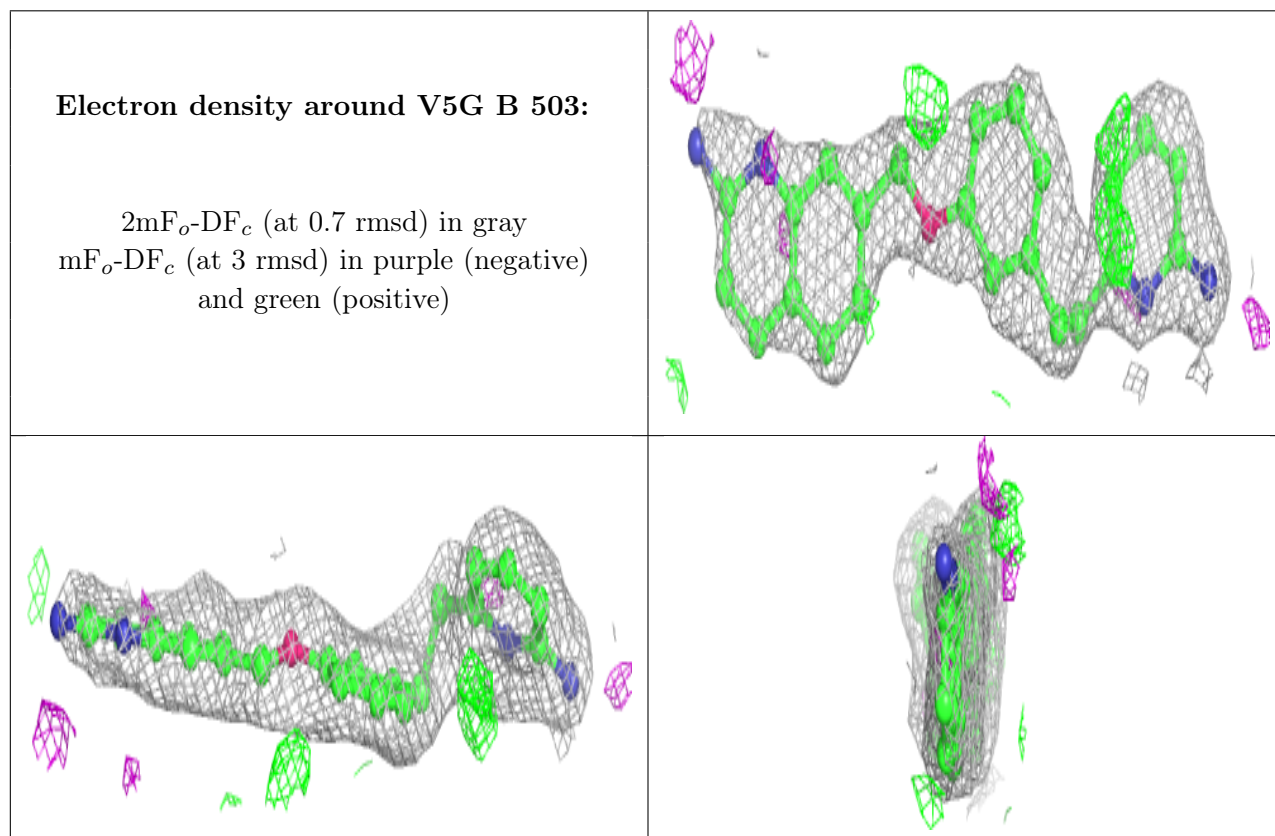 Electron density around V5G B 503:
2mFo-DFc (at 0.7 rmsd) in gray
mFo-DFc (at 3 rmsd) in purple (negative)
and green (positive)